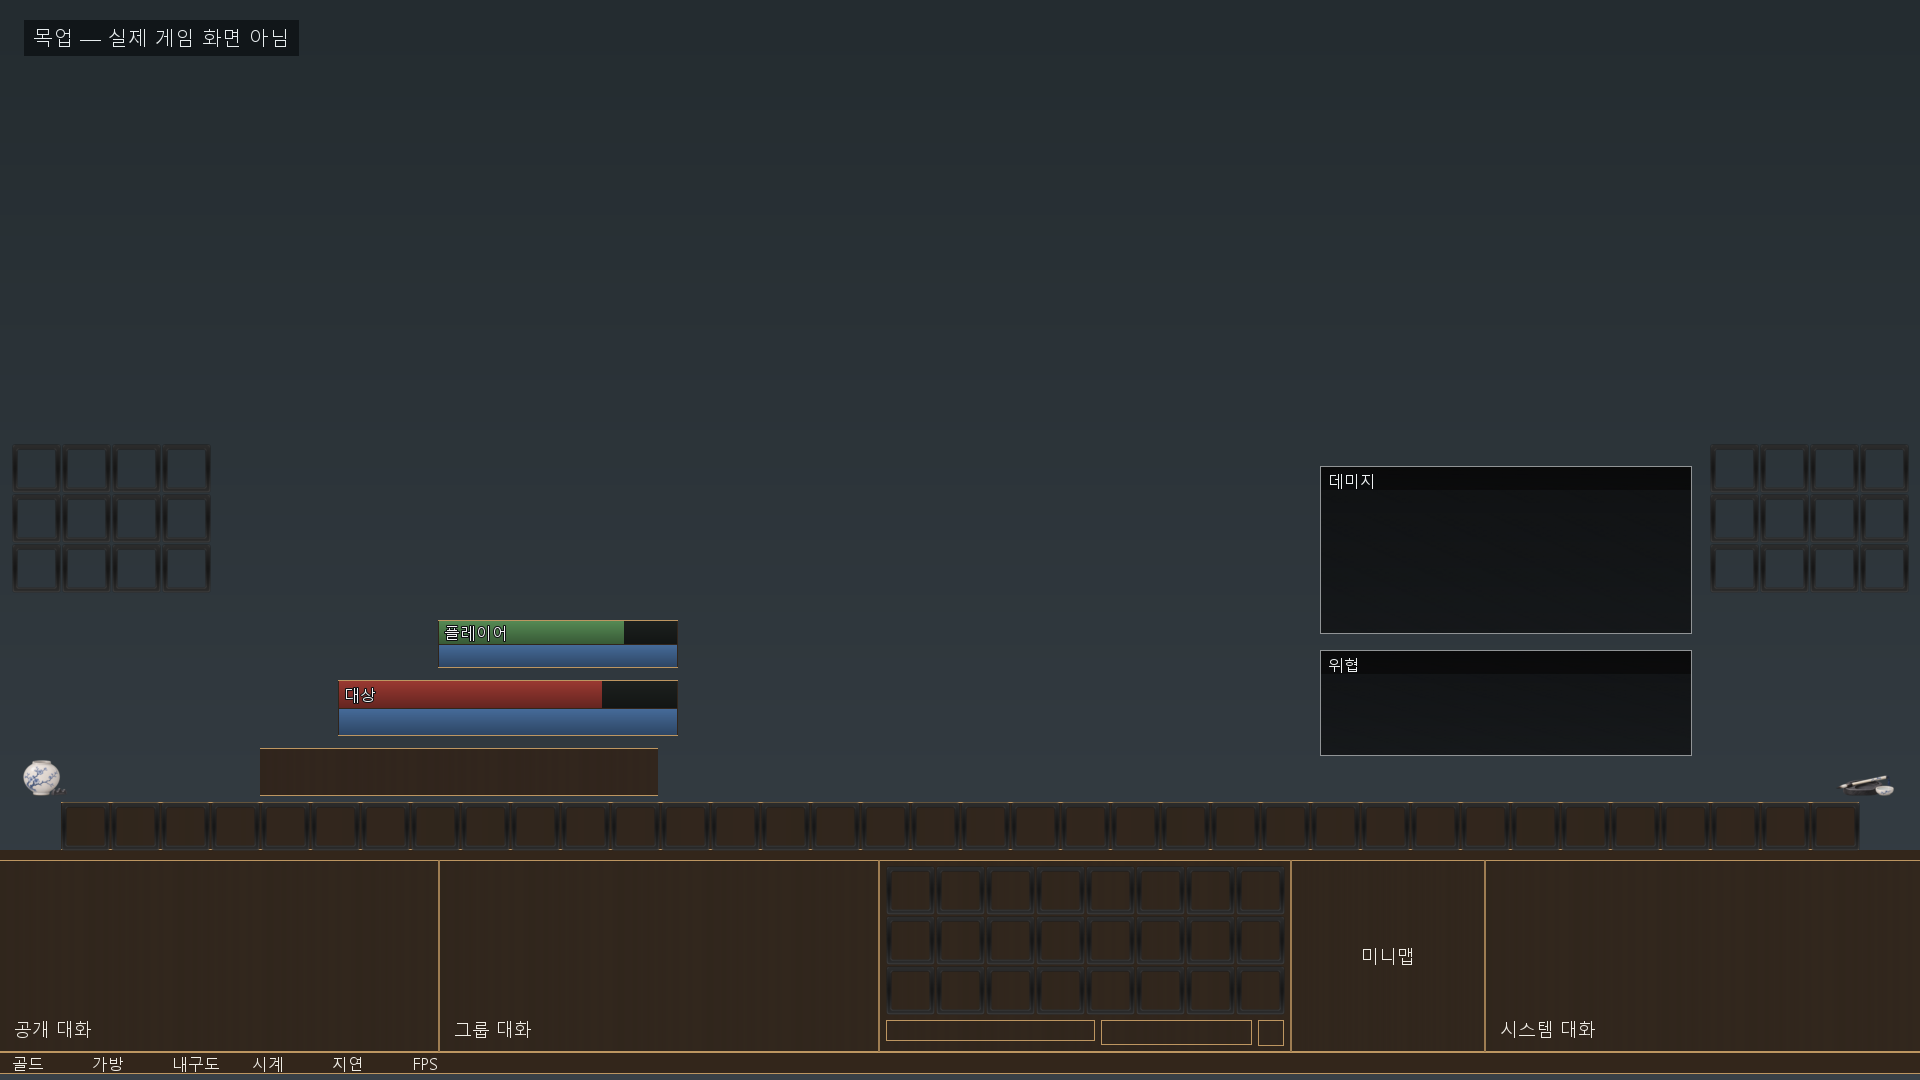 목업 — 실제 게임 화면 아님
데미지
플레이어
위협
대상
미니맵
공개 대화
그룹 대화
시스템 대화
골드 가방 내구도 시계 지연 FPS